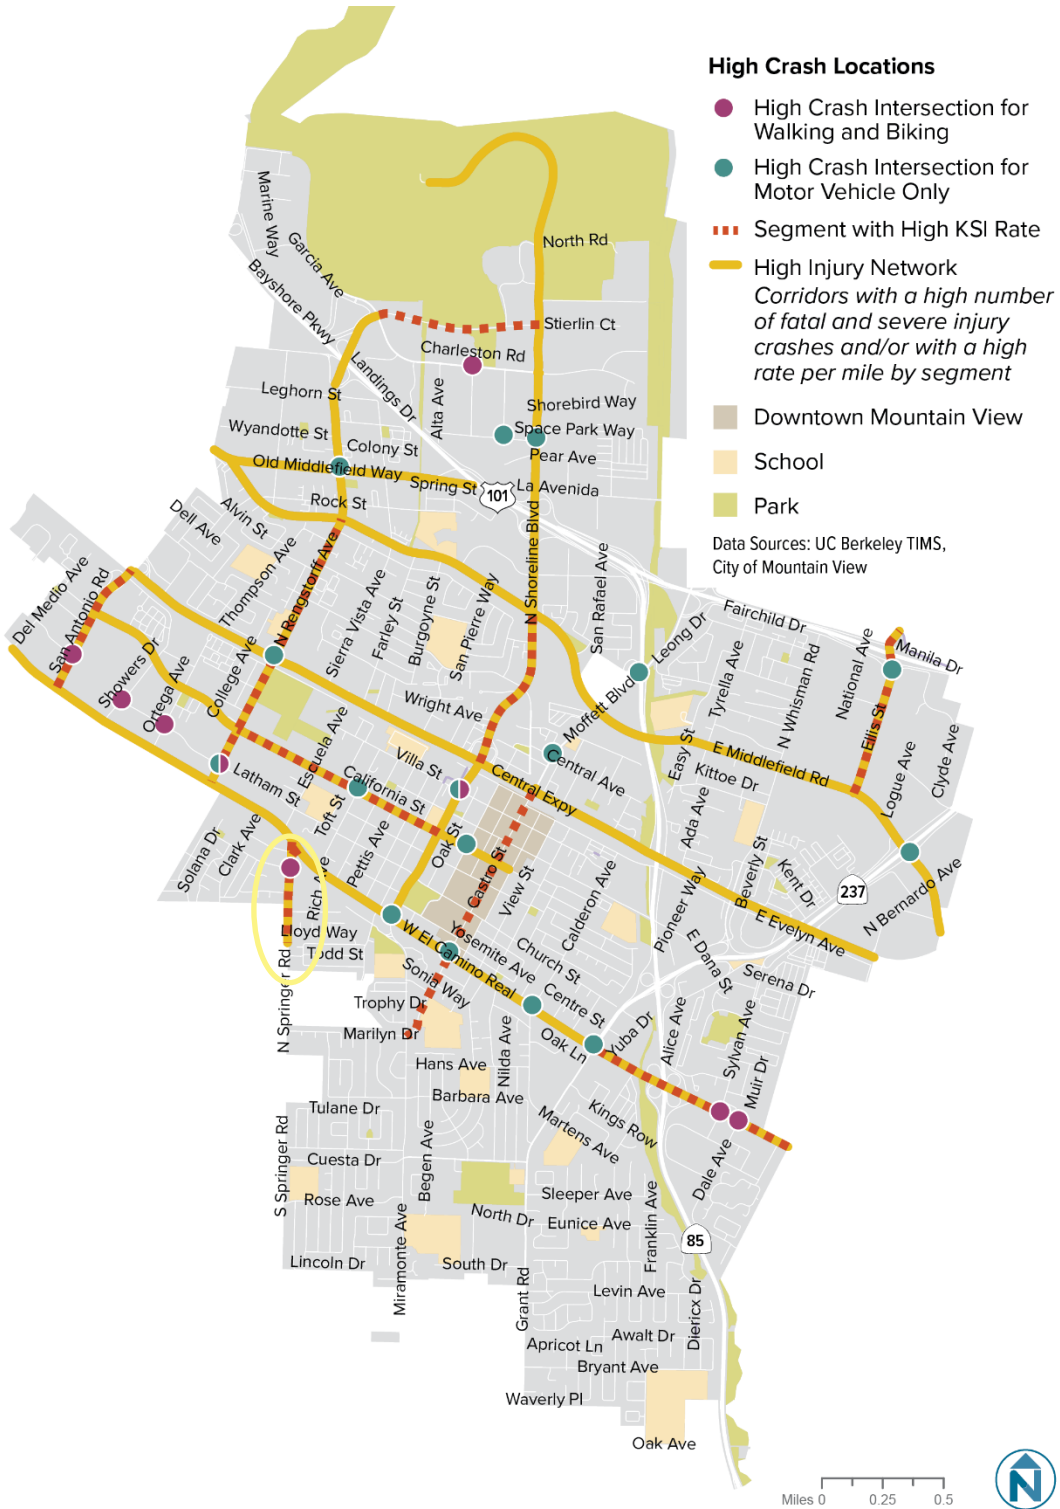 High Crash Locations
High Crash Intersection for
Walking and Biking
High Crash Intersection for
Motor Vehicle Only
Segment with High KSI Rate
High Injury Network
Corridors with a high number
of fatal and severe injury
crashes and/or with a high
rate per mile by segment
Downtown Mountain View
School
Park
Data Sources: UC Berkeley TIMS,
City of Mountain View
Marine Way
Garcia Ave
Bayshore Pkwy
North Rd
Stierlin Ct
Charleston Rd
Landings Dr
Alta Ave
Leghorn St
Shorebird Way
Wyandotte St
Colony St
Space Park Way
Pear Ave
Old Middlefield Way
Spring St
101
La Avenida
Rock St
Alvin St
Dell Ave
Thompson Ave
N Rengstorff Ave
Sierra Vista Ave
Farley St
Burgoyne St
San Pierre Way
N Shoreline Blvd
San Rafael Ave
Del Medio Ave
San Antonio Rd
Showers Dr
Ortega Ave
College Ave
Wright Ave
Moffett Blvd
Leong Dr
Fairchild Dr
Tyrella Ave
N Whisman Rd
National Ave
Manila Dr
Ellis St
Logue Ave
Clyde Ave
Easy St
E Middlefield Rd
Kittoe Dr
Central Ave
Central Expy
Villa St
Escuela Ave
Latham St
California St
Toft St
Pettis Ave
Oak St
Castro St
View St
Calderon Ave
Ada Ave
Pioneer Way
Beverly St
Kent Dr
237
N Bernardo Ave
E Evelyn Ave
Solana Dr
Clark Ave
Rich Ave
Lloyd Way
Todd St
N Springer Rd
W El Camino Real
Yosemite Ave
Church St
Centre St
E Dana St
Serena Dr
Sonia Way
Trophy Dr
Marilyn Dr
Hans Ave
Barbara Ave
Nilda Ave
Oak Ln
Yuba Dr
Alice Ave
Sylvan Ave
Muir Dr
Kings Row
Martens Ave
Dale Ave
Tulane Dr
Cuesta Dr
Rose Ave
S Springer Rd
Begen Ave
Miramonte Ave
Lincoln Dr
North Dr
South Dr
Sleeper Ave
Eunice Ave
Franklin Ave
85
Grant Rd
Levin Ave
Diericx Dr
Awalt Dr
Apricot Ln
Bryant Ave
Waverly Pl
Oak Ave
N
Miles 0 0.25 0.5